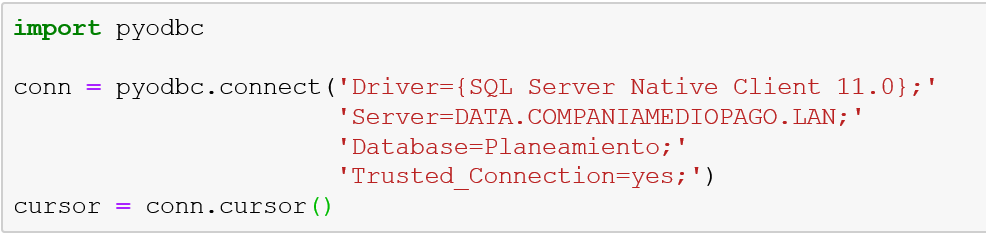 import pyodbc
conn = pyodbc.connect('Driver={SQL Server Native Client 11.0};'
'Server=DATA.COMPANIAMEDIOPAGO.LAN;'
'Database=Planeamiento;'
'Trusted_Connection=yes;')
cursor = conn.cursor()